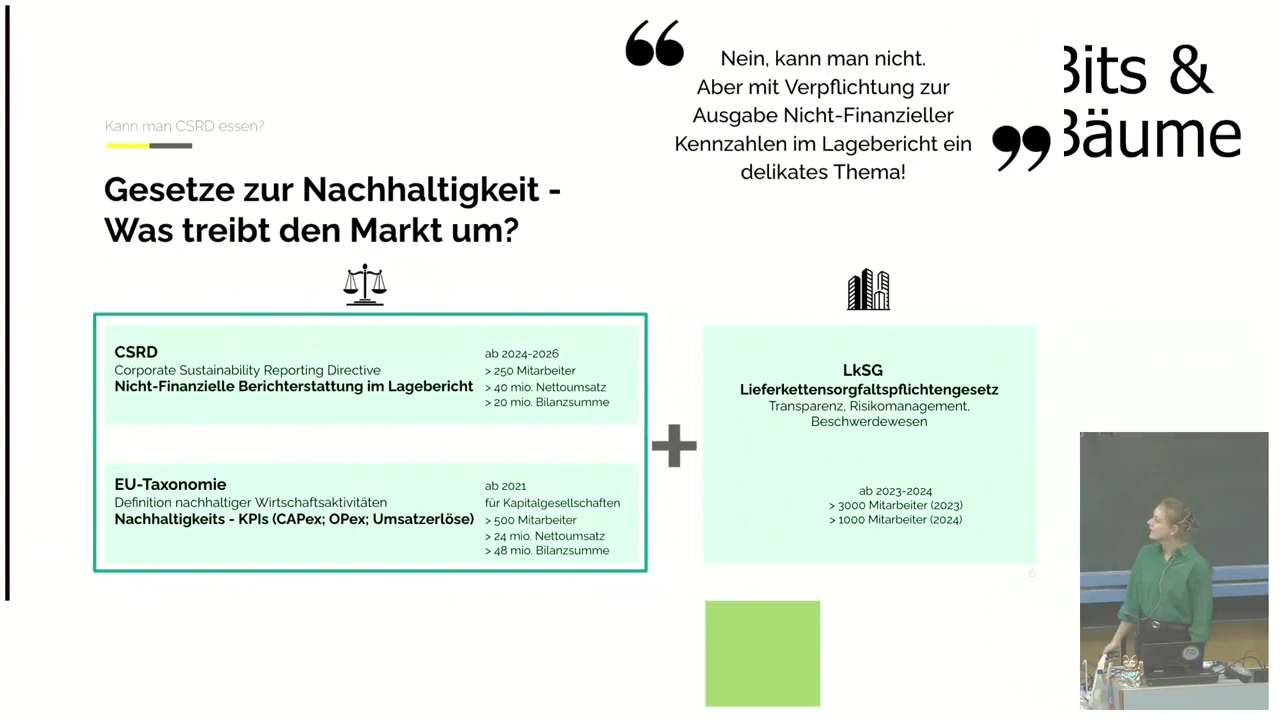 Nein, kann man nicht.
Aber mit Verpflichtung zur
Ausgabe Nicht-Finanzieller
Kennzahlen im Lagebericht ein
delikates Thema!
Bits &
Bäume
Kann man CSRD essen?
Gesetze zur Nachhaltigkeit -
Was treibt den Markt um?
CSRD
Corporate Sustainability Reporting Directive
Nicht-Finanzielle Berichterstattung im Lagebericht
ab 2024-2026
> 250 Mitarbeiter
> 40 mio. Nettoumsatz
> 20 mio. Bilanzsumme
EU-Taxonomie
Definition nachhaltiger Wirtschaftsaktivitäten
Nachhaltigkeits - KPIs (CAPex; OPex; Umsatzerlöse)
ab 2021
für Kapitalgesellschaften
> 500 Mitarbeiter
> 24 mio. Nettoumsatz
> 48 mio. Bilanzsumme
LkSG
Lieferkettensorgfaltspflichtengesetz
Transparenz, Risikomanagement,
Beschwerdewesen
ab 2023-2024
> 3000 Mitarbeiter (2023)
> 1000 Mitarbeiter (2024)
6